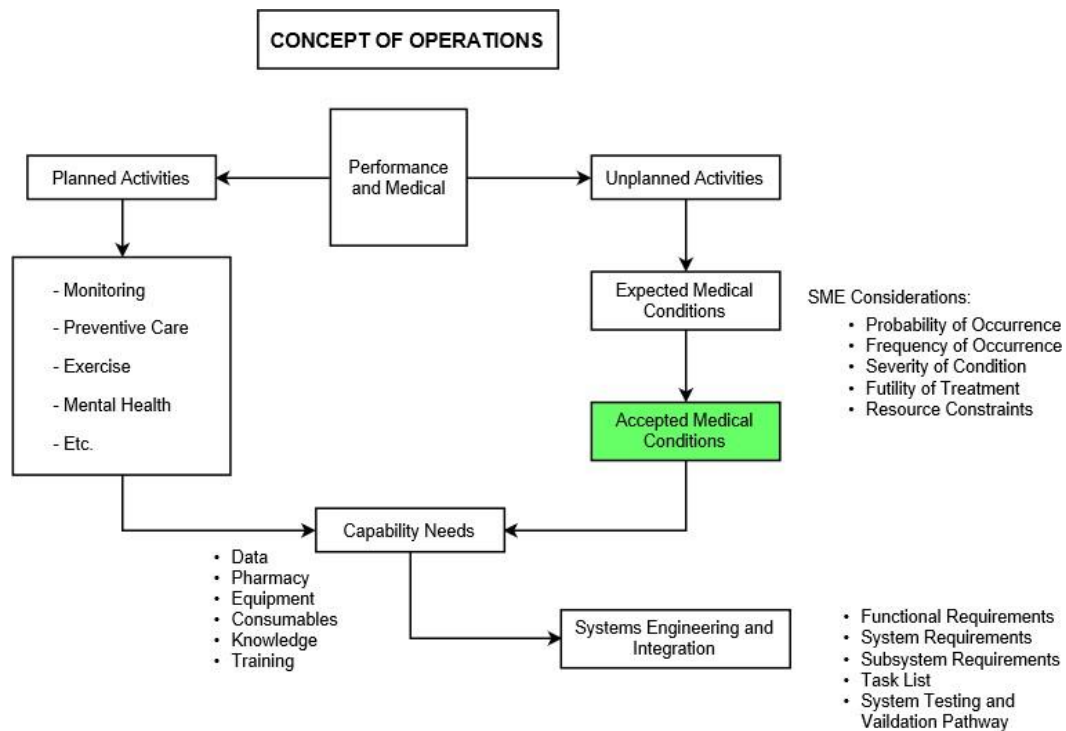 CONCEPT OF OPERATIONS
Performance
and Medical
Planned Activities
Unplanned Activities
- Monitoring
- Preventive Care
- Exercise
- Mental Health
- Etc.
Expected Medical
Conditions
SME Considerations:
• Probability of Occurrence
• Frequency of Occurrence
• Severity of Condition
• Futility of Treatment
• Resource Constraints
Accepted Medical
Conditions
Capability Needs
• Data
• Pharmacy
• Equipment
• Consumables
• Knowledge
• Training
Systems Engineering and
Integration
• Functional Requirements
• System Requirements
• Subsystem Requirements
• Task List
• System Testing and
Vaildation Pathway